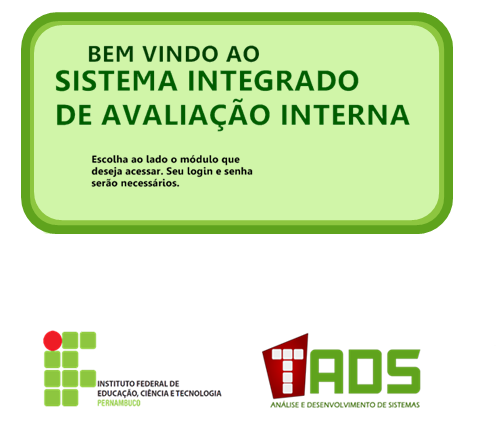 BEM VINDO AO
SISTEMA INTEGRADO
DE AVALIAÇÃO INTERNA
Escolha ao lado o módulo que
deseja acessar. Seu login e senha
serão necessários.
INSTITUTO FEDERAL DE
EDUCAÇÃO, CIÊNCIA E TECNOLOGIA
PERNAMBUCO
TADS
ANÁLISE E DESENVOLVIMENTO DE SISTEMAS